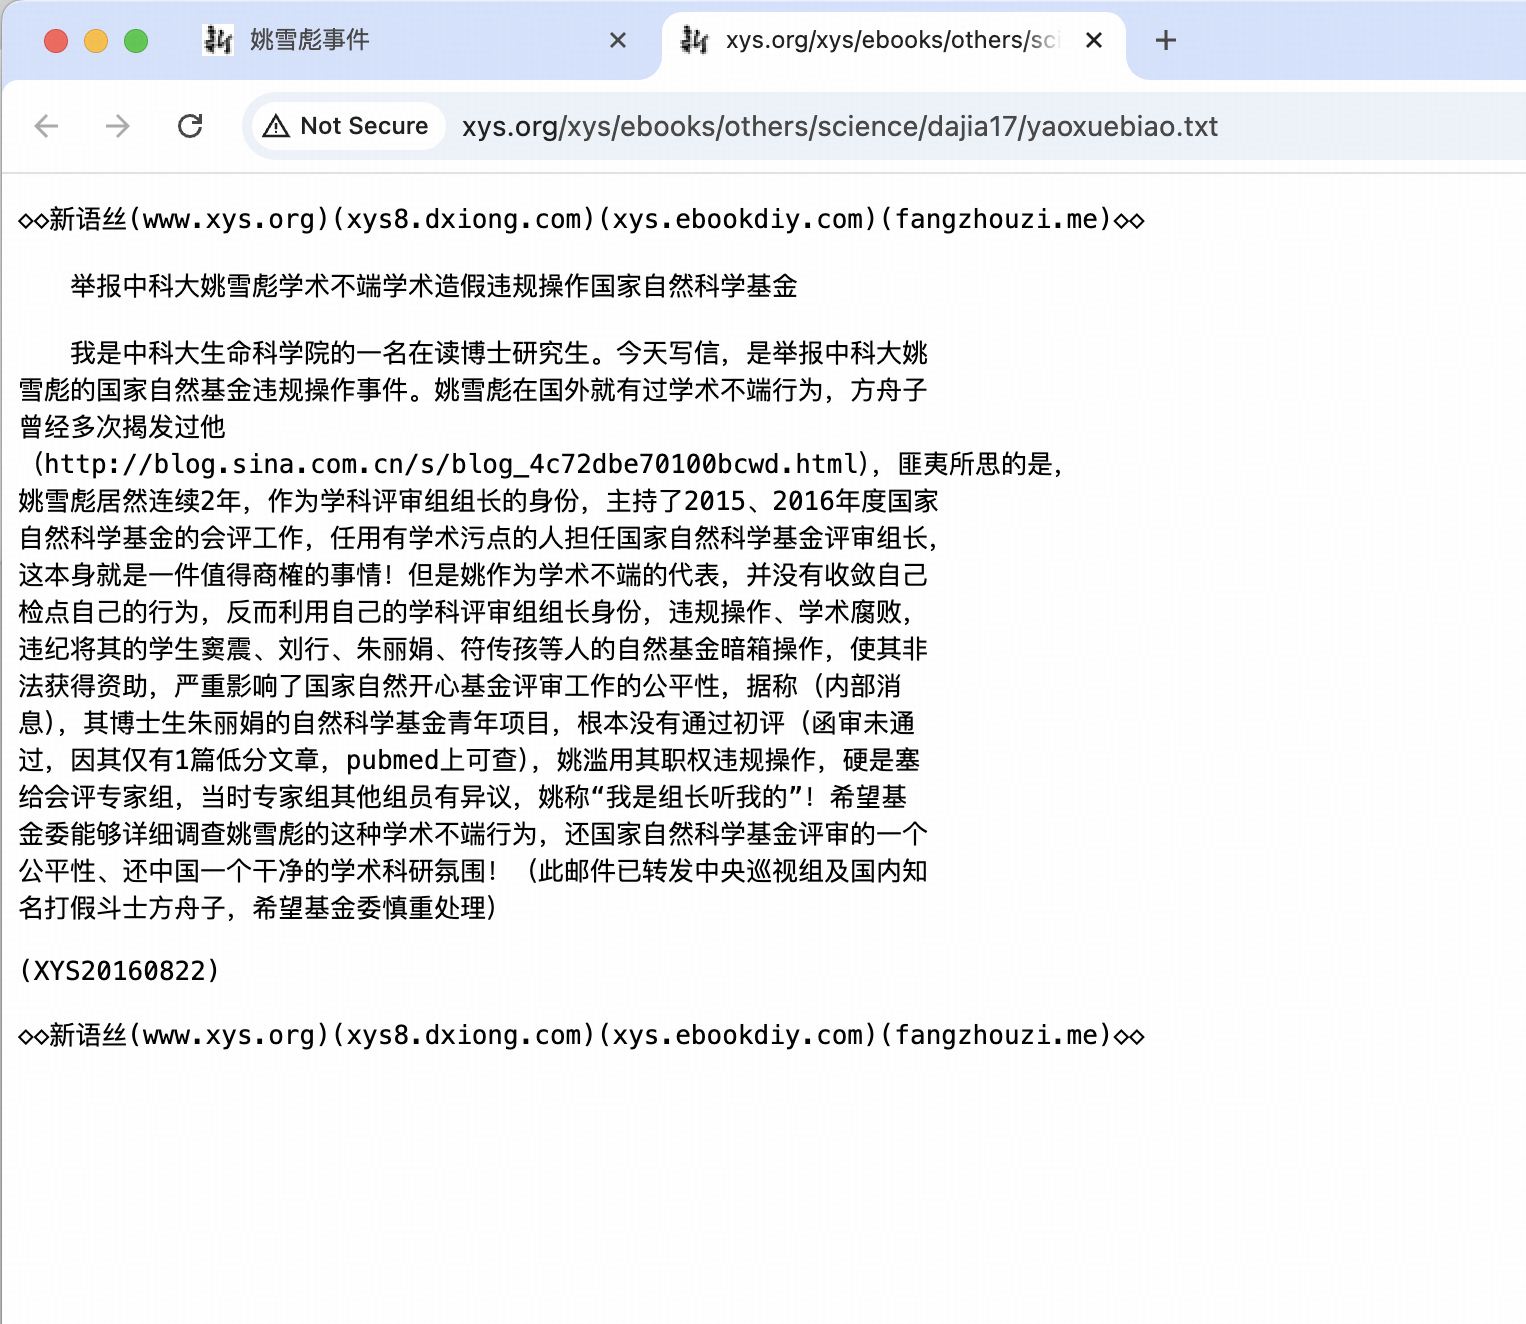 姚雪彪事件
xys.org/xys/ebooks/others/sci
Not Secure
xys.org/xys/ebooks/others/science/dajia17/yaoxuebiao.txt
◇◇新语丝(www.xys.org)(xys8.dxiong.com)(xys.ebookdiy.com)(fangzhouzi.me)◇◇
举报中科大姚雪彪学术不端学术造假违规操作国家自然科学基金
我是中科大生命科学院的一名在读博士研究生。今天写信，是举报中科大姚
雪彪的国家自然基金违规操作事件。姚雪彪在国外就有过学术不端行为，方舟子
曾经多次揭发过他
（http://blog.sina.com.cn/s/blog_4c72dbe70100bcwd.html），匪夷所思的是，
姚雪彪居然连续2年，作为学科评审组组长的身份，主持了2015、2016年度国家
自然科学基金的会评工作，任用有学术污点的人担任国家自然科学基金评审组长，
这本身就是一件值得商榷的事情！但是姚作为学术不端的代表，并没有收敛自己
检点自己的行为，反而利用自己的学科评审组组长身份，违规操作、学术腐败，
违纪将其的学生窦震、刘行、朱丽娟、符传孩等人的自然基金暗箱操作，使其非
法获得资助，严重影响了国家自然开心基金评审工作的公平性，据称（内部消
息），其博士生朱丽娟的自然科学基金青年项目，根本没有通过初评（函审未通
过，因其仅有1篇低分文章，pubmed上可查），姚滥用其职权违规操作，硬是塞
给会评专家组，当时专家组其他组员有异议，姚称“我是组长听我的”！希望基
金委能够详细调查姚雪彪的这种学术不端行为，还国家自然科学基金评审的一个
公平性、还中国一个干净的学术科研氛围！（此邮件已转发中央巡视组及国内知
名打假斗士方舟子，希望基金委慎重处理）
(XYS20160822)
◇◇新语丝(www.xys.org)(xys8.dxiong.com)(xys.ebookdiy.com)(fangzhouzi.me)◇◇